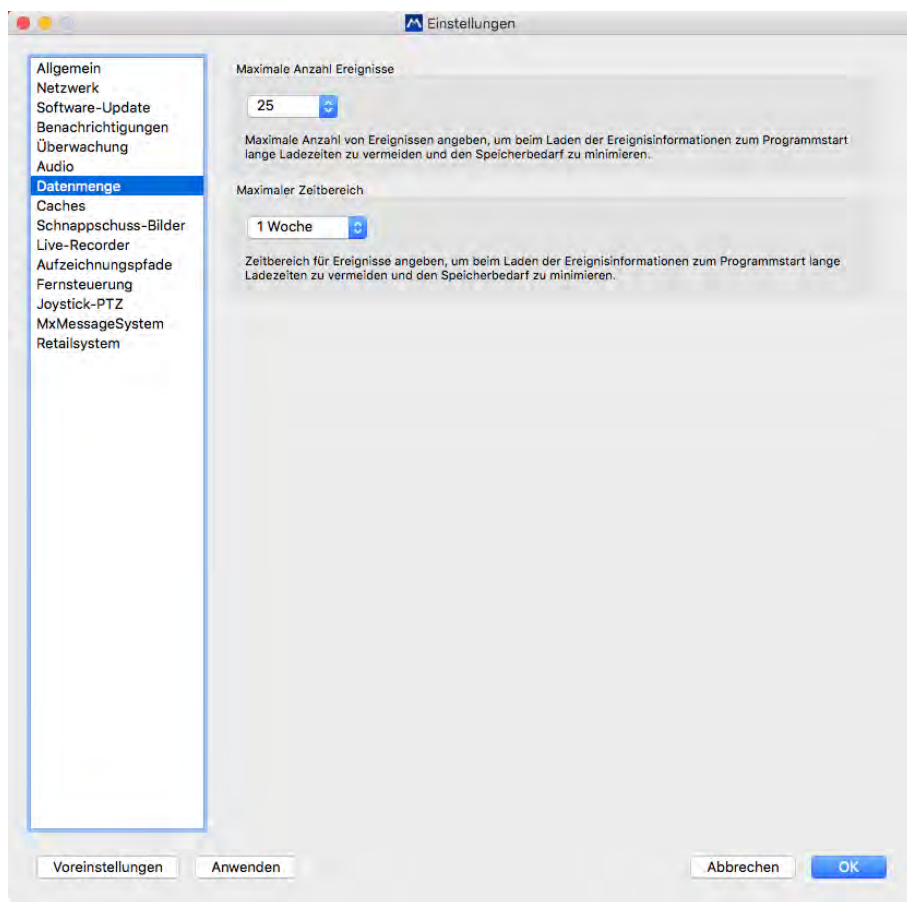 Einstellungen
Allgemein
Netzwerk
Software-Update
Benachrichtigungen
Überwachung
Audio
Datenmenge
Caches
Schnappschuss-Bilder
Live-Recorder
Aufzeichnungspfade
Fernsteuerung
Joystick-PTZ
MxMessageSystem
Retailsystem
Maximale Anzahl Ereignisse
25
Maximale Anzahl von Ereignissen angeben, um beim Laden der Ereignisinformationen zum Programmstart
lange Ladezeiten zu vermeiden und den Speicherbedarf zu minimieren.
Maximaler Zeitbereich
1 Woche
Zeitbereich für Ereignisse angeben, um beim Laden der Ereignisinformationen zum Programmstart lange
Ladezeiten zu vermeiden und den Speicherbedarf zu minimieren.
Voreinstellungen
Anwenden
Abbrechen
OK